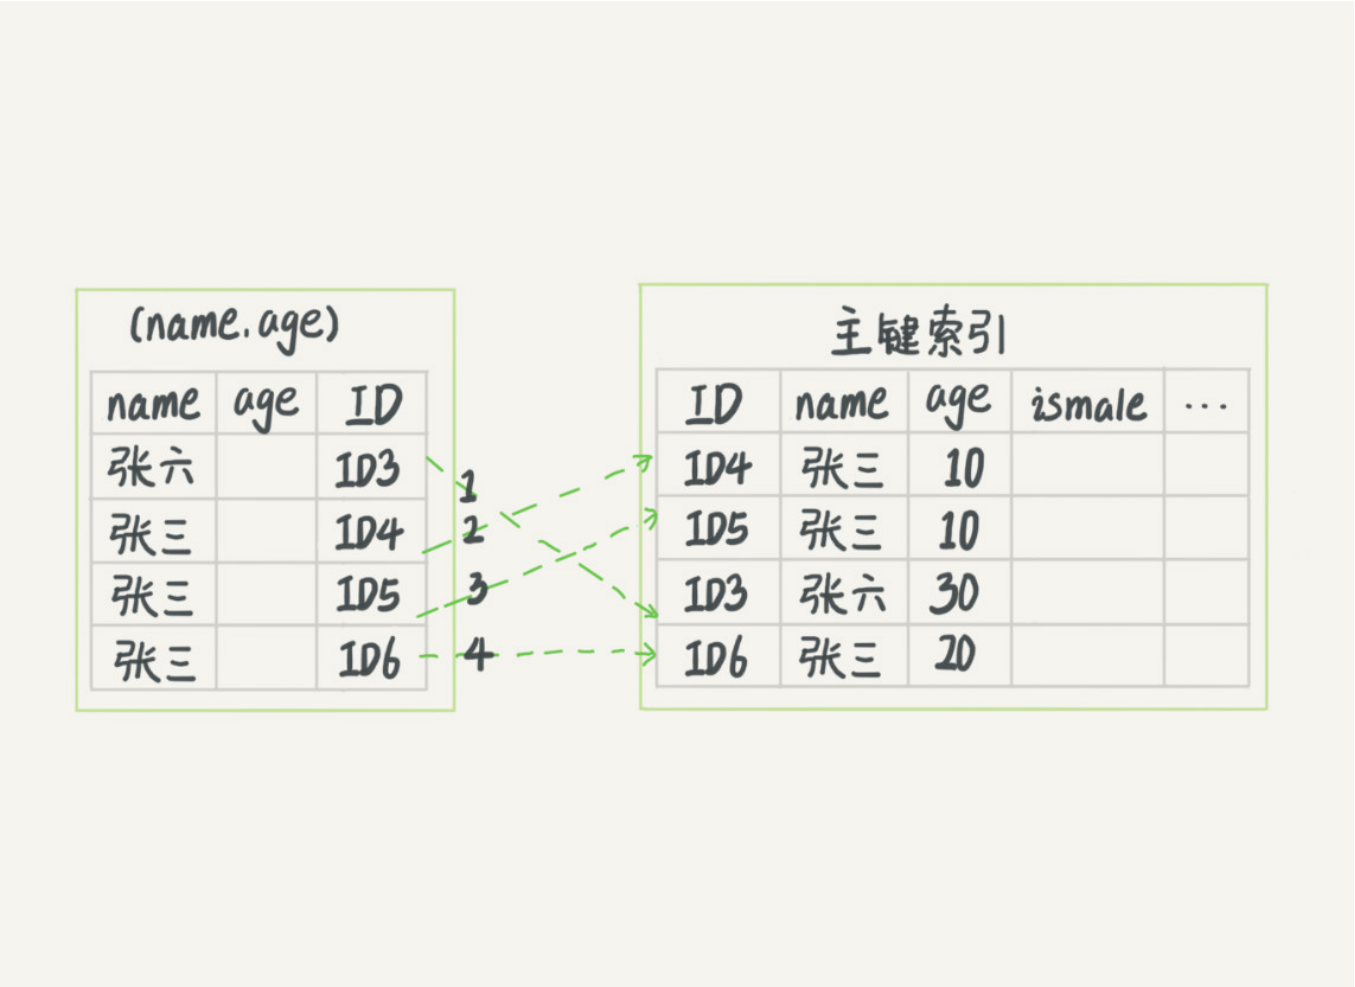 (name.age)
name age ID
张六 ID3
张三 ID4
张三 ID5
张三 ID6
1
2
3
4
主键索引
ID name age ismale ...
ID4 张三 10
ID5 张三 10
ID3 张六 30
ID6 张三 20